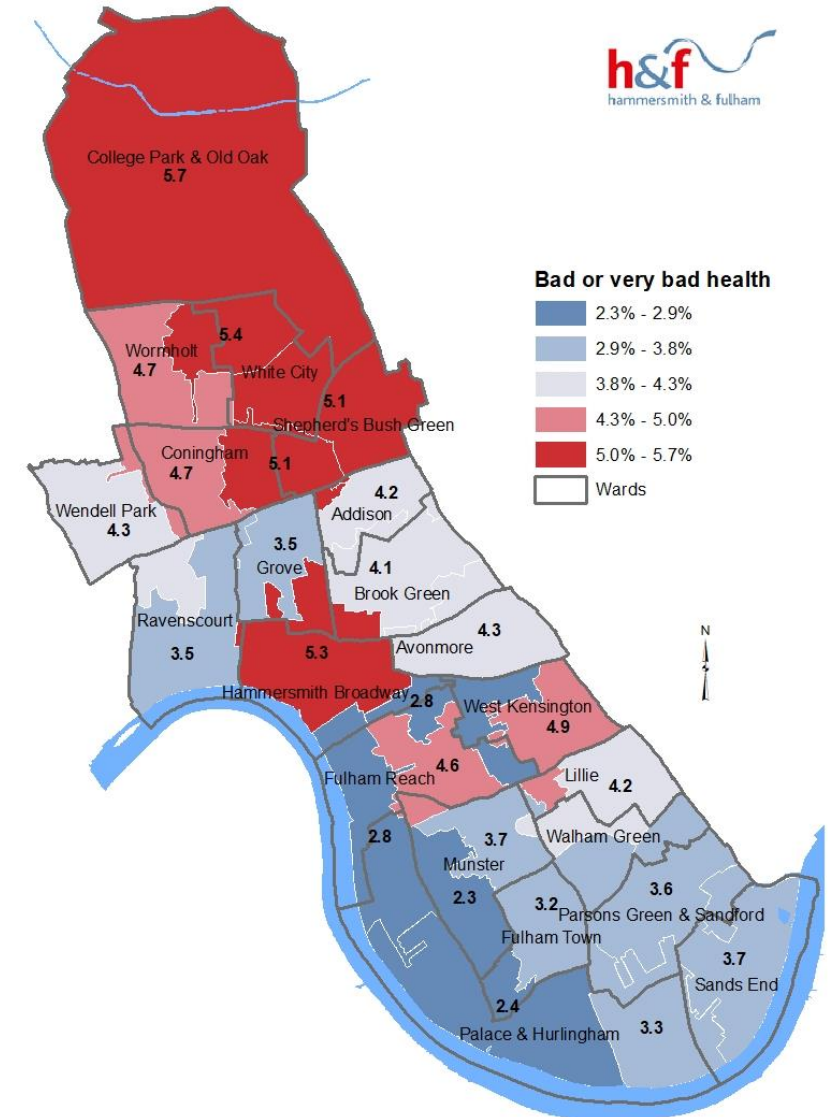 h&f
hammersmith & fulham
College Park & Old Oak
5.7
Bad or very bad health
2.3% - 2.9%
2.9% - 3.8%
3.8% - 4.3%
4.3% - 5.0%
5.0% - 5.7%
Wards
5.4
Wormholt
4.7
White City
5.1
Shepherd's Bush Green
Coningham
4.7
5.1
Wendell Park
4.3
4.2
Addison
3.5
Grove
4.1
Brook Green
Ravenscourt
3.5
4.3
Avonmore
5.3
Hammersmith Broadway
N
2.8
West Kensington
4.9
4.6
Fulham Reach
Lillie
4.2
2.8
3.7
Munster
Walham Green
2.3
3.2
Fulham Town
3.6
Parsons Green & Sandford
3.7
Sands End
2.4
Palace & Hurlingham
3.3